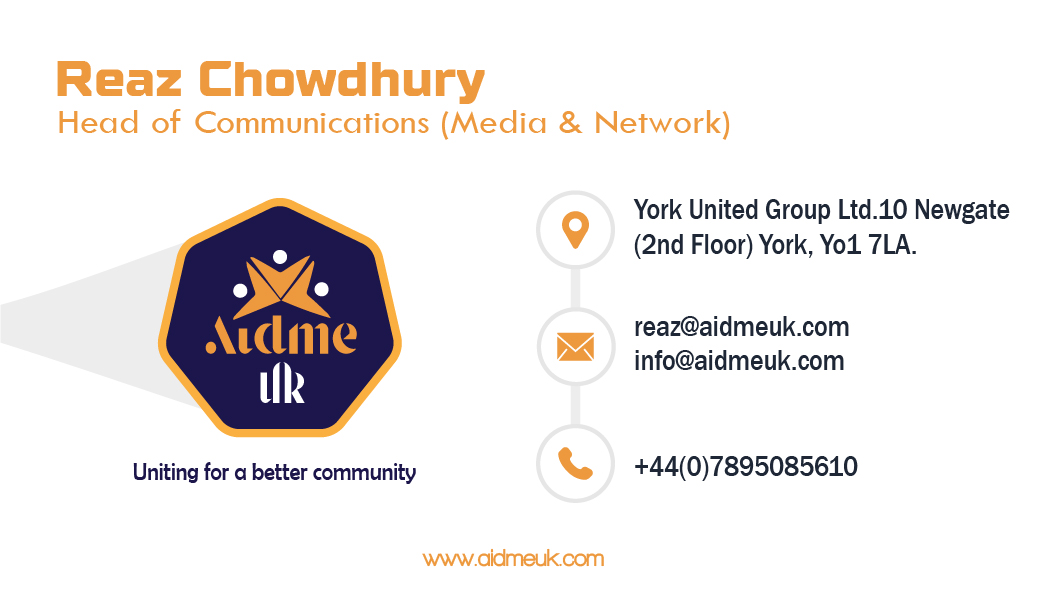 Reaz Chowdhury
Head of Communications (Media & Network)
Aidme
UK
Uniting for a better community
York United Group Ltd.10 Newgate
(2nd Floor) York, Yo1 7LA.
reaz@aidmeuk.com
info@aidmeuk.com
+44(0)7895085610
www.aidmeuk.com